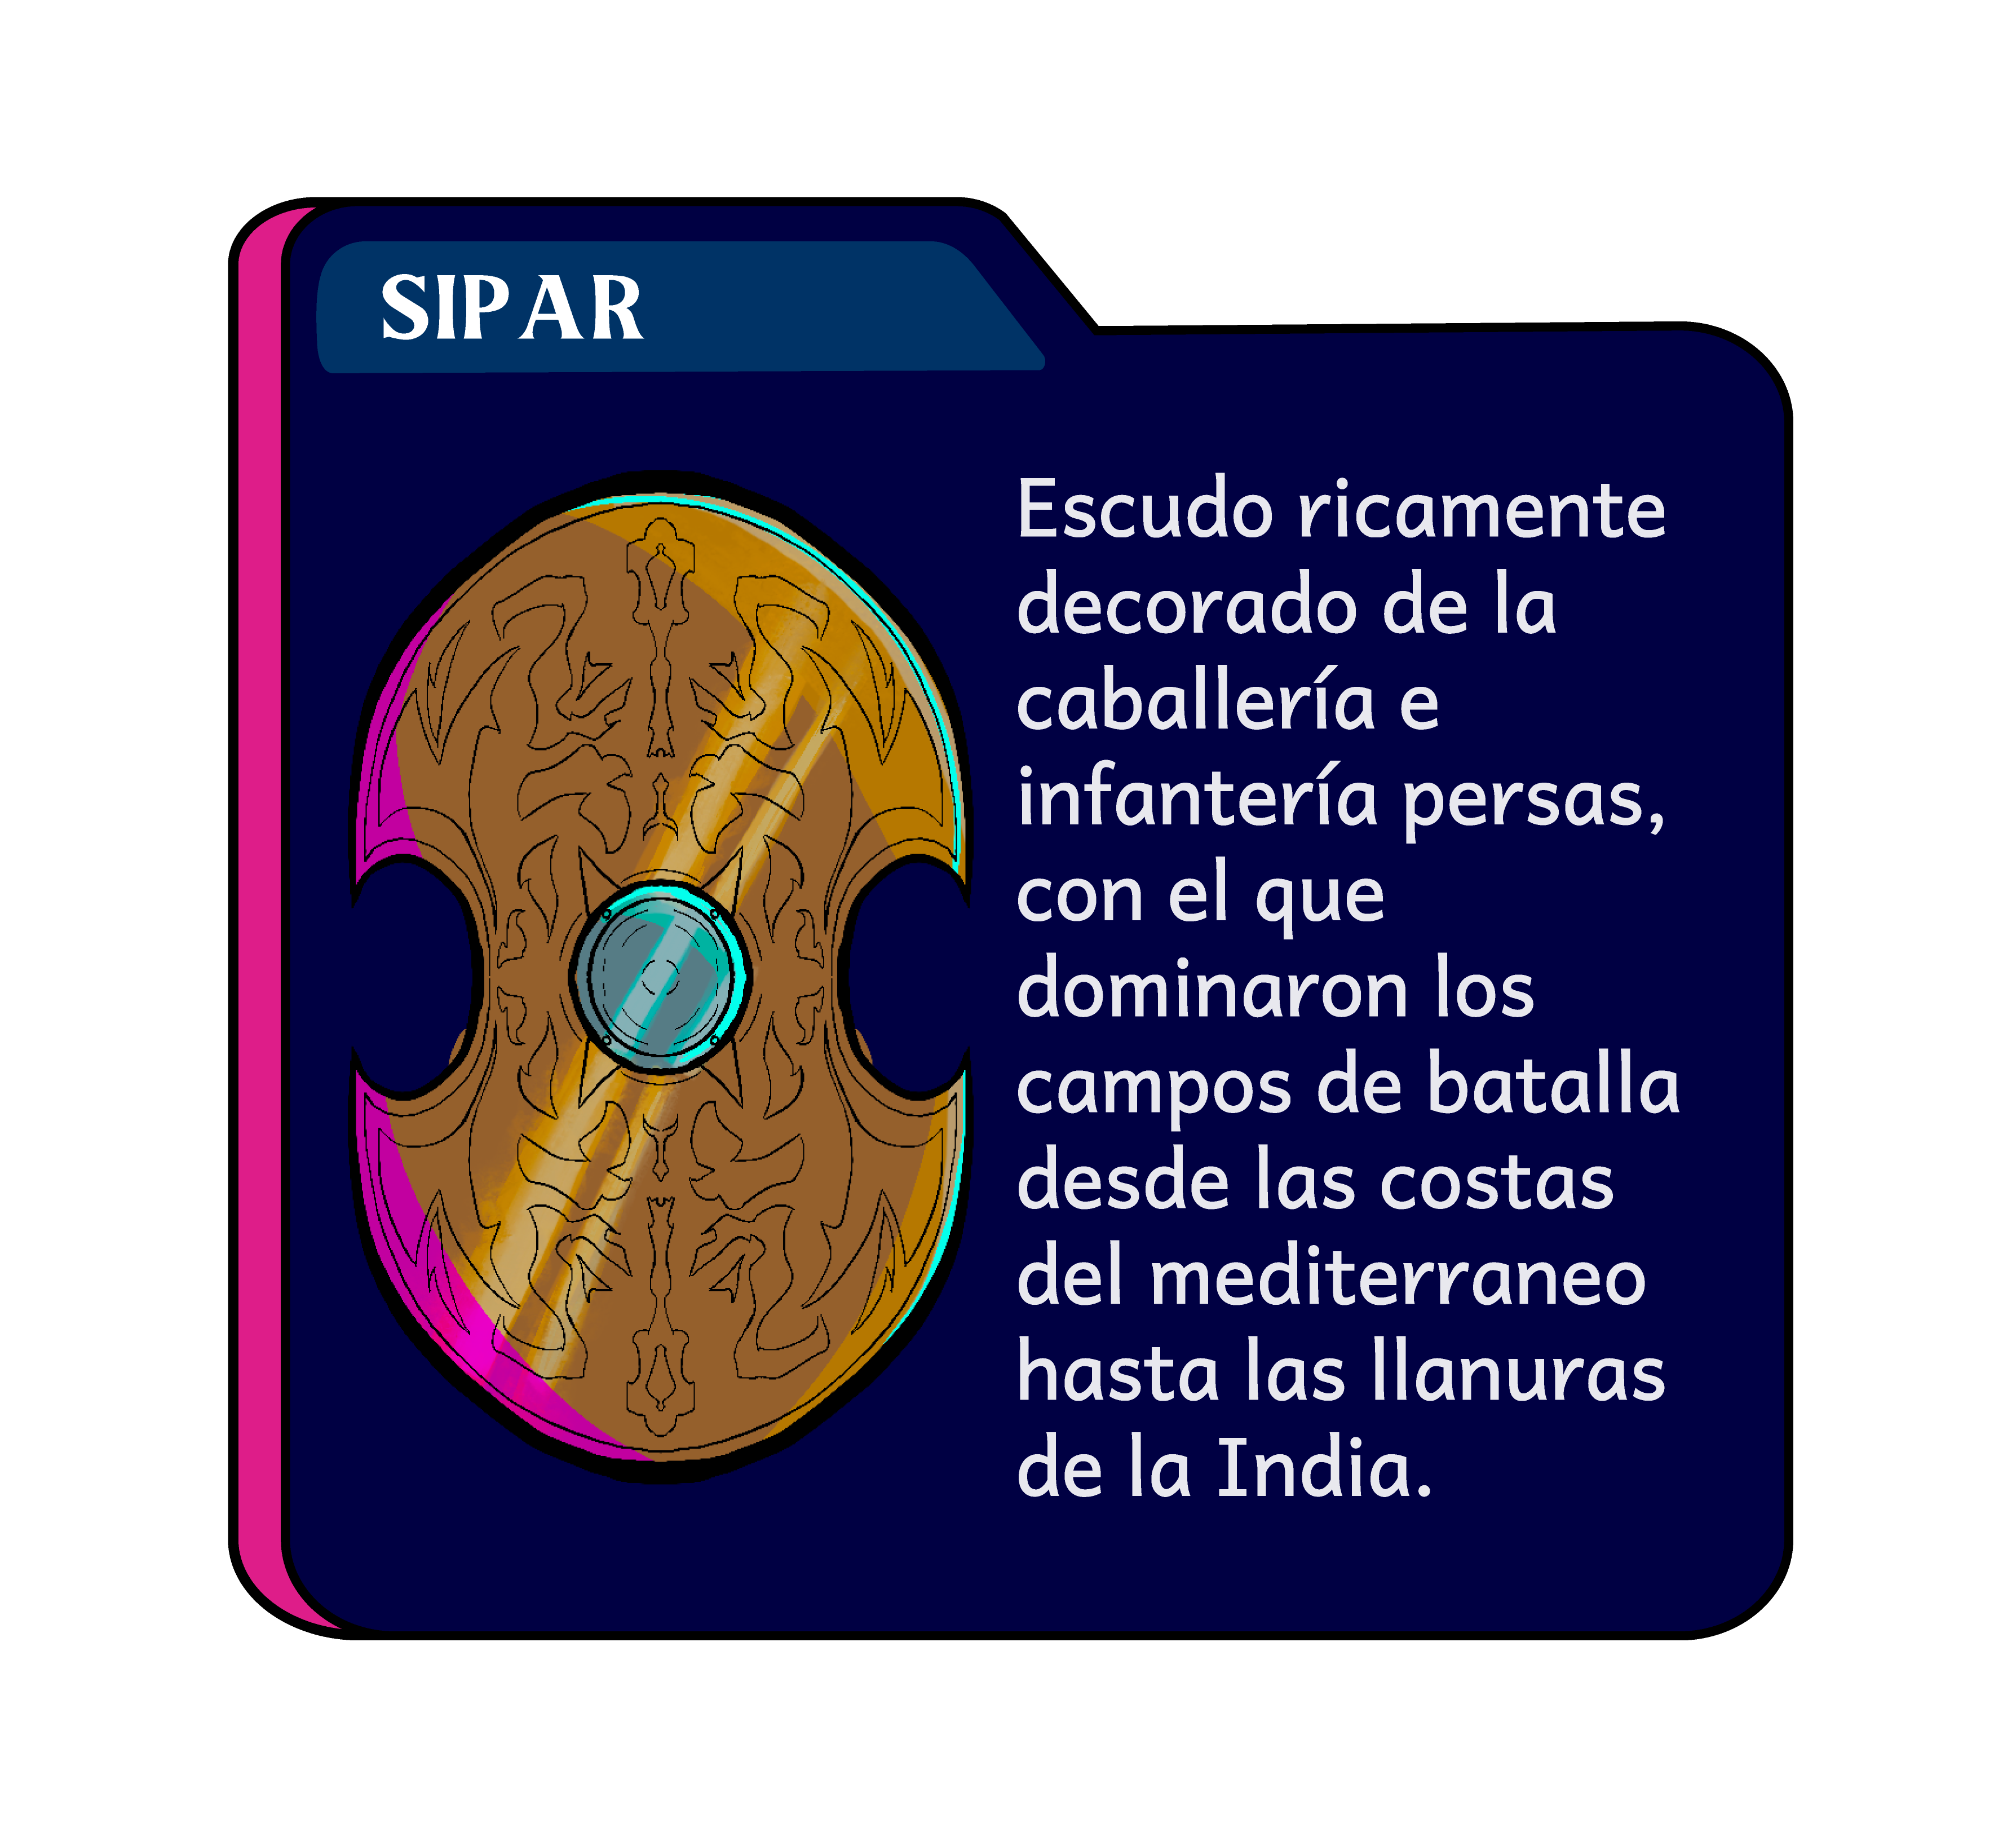 SIPAR
Escudo ricamente
decorado de la
caballería e
infantería persas,
con el que
dominaron los
campos de batalla
desde las costas
del mediterraneo
hasta las llanuras
de la India.